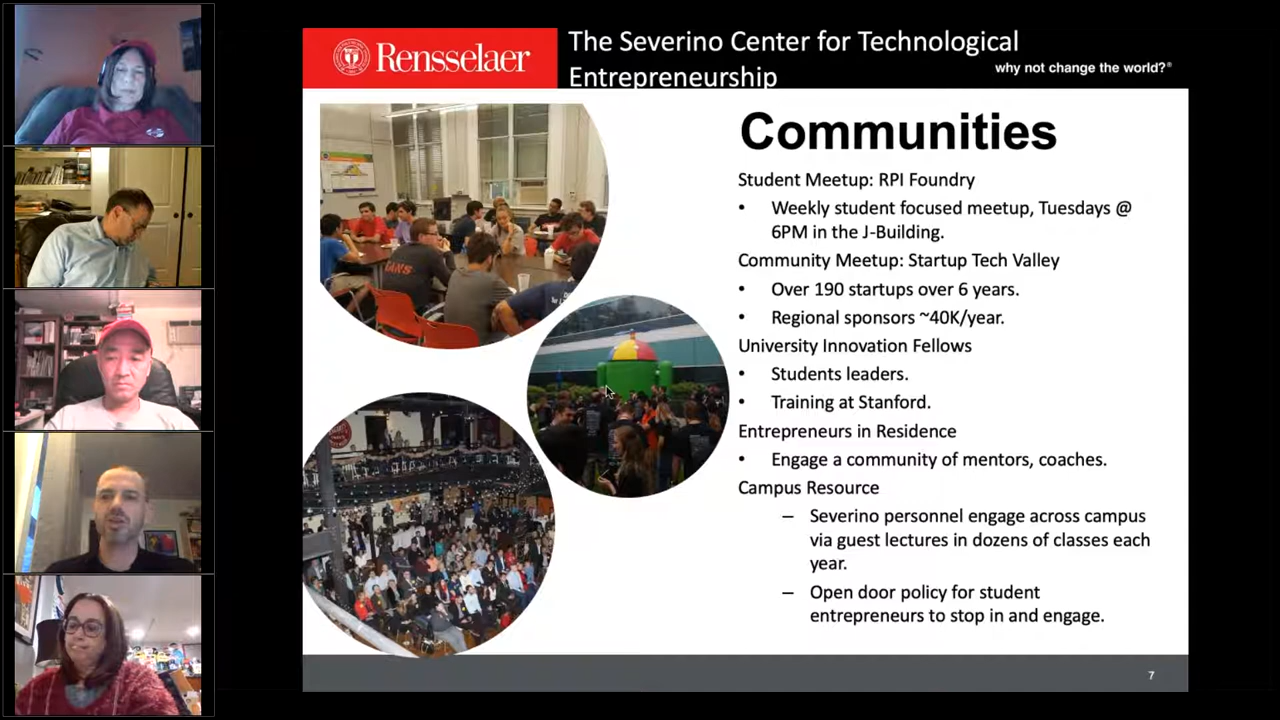 Rensselaer
The Severino Center for Technological
Entrepreneurship
why not change the world?®
Communities
Student Meetup: RPI Foundry
• Weekly student focused meetup, Tuesdays @
6PM in the J-Building.
Community Meetup: Startup Tech Valley
• Over 190 startups over 6 years.
• Regional sponsors ~40K/year.
University Innovation Fellows
• Students leaders.
• Training at Stanford.
Entrepreneurs in Residence
• Engage a community of mentors, coaches.
Campus Resource
– Severino personnel engage across campus
via guest lectures in dozens of classes each
year.
– Open door policy for student
entrepreneurs to stop in and engage.
7